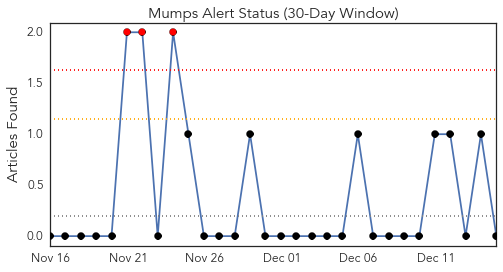 Mumps Alert Status (30-Day Window)
Articles Found
2.0
1.5
1.0
0.5
0.0
Nov 16
Nov 21
Nov 26
Dec 01
Dec 06
Dec 11